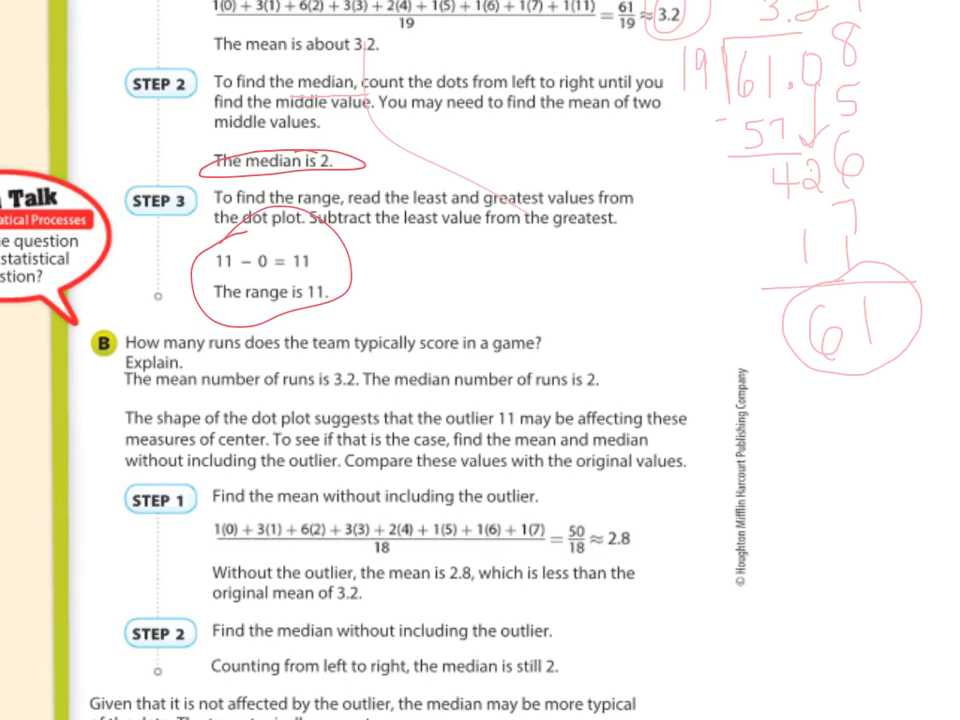 1(0) + 3(1) + 6(2) + 3(3) + 2(4) + 1(5) + 1(6) + 1(7) + 1(11)
19
= 61/19 ≈ 3.2
The mean is about 3.2.
STEP 2
To find the median, count the dots from left to right until you
find the middle value. You may need to find the mean of two
middle values.
The median is 2.
STEP 3
To find the range, read the least and greatest values from
the dot plot. Subtract the least value from the greatest.
11 − 0 = 11
The range is 11.
Talk
atical Processes
e question
statistical
stion?
B How many runs does the team typically score in a game?
Explain.
The mean number of runs is 3.2. The median number of runs is 2.
The shape of the dot plot suggests that the outlier 11 may be affecting these
measures of center. To see if that is the case, find the mean and median
without including the outlier. Compare these values with the original values.
STEP 1
Find the mean without including the outlier.
1(0) + 3(1) + 6(2) + 3(3) + 2(4) + 1(5) + 1(6) + 1(7)
18
= 50/18 ≈ 2.8
Without the outlier, the mean is 2.8, which is less than the
original mean of 3.2.
STEP 2
Find the median without including the outlier.
Counting from left to right, the median is still 2.
Given that it is not affected by the outlier, the median may be more typical
3.2
19 61.0
- 57
42
8
5
6
7
11
61
© Houghton Mifflin Harcourt Publishing Company